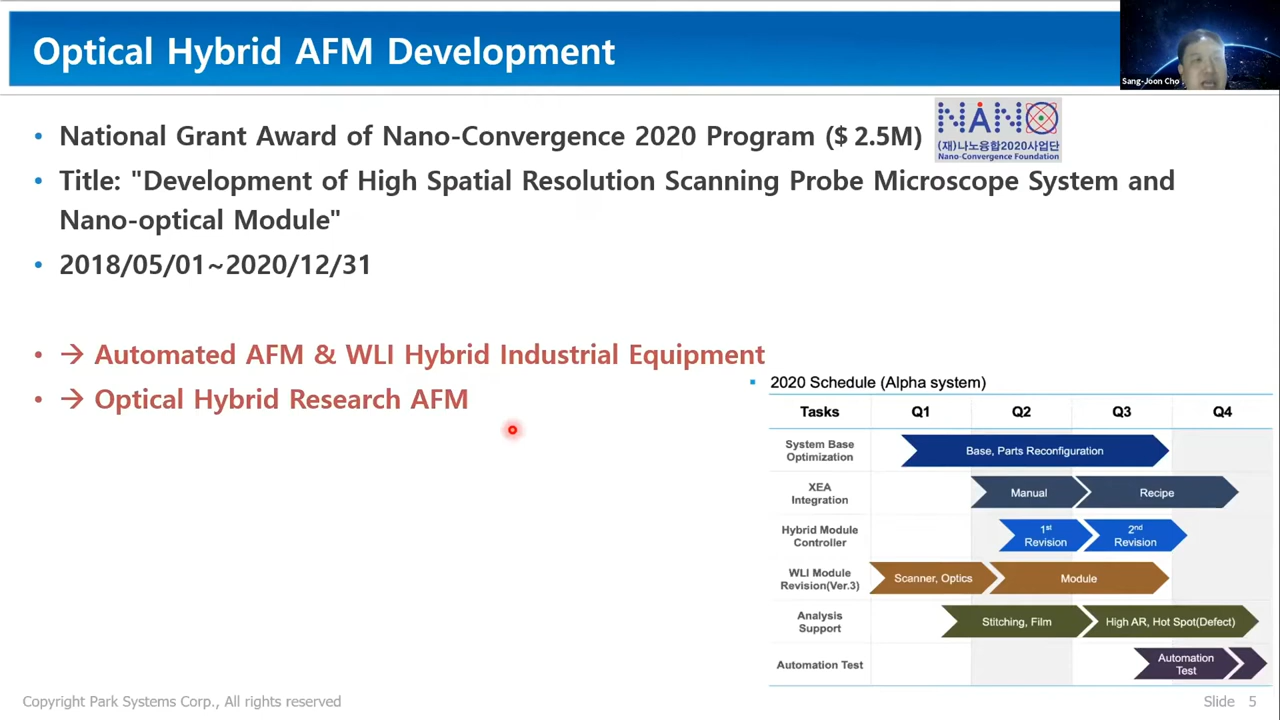 Optical Hybrid AFM Development
Sang-Joon Cho
• National Grant Award of Nano-Convergence 2020 Program ($ 2.5M)
NANO
(재)나노융합2020사업단
Nano-Convergence Foundation
• Title: "Development of High Spatial Resolution Scanning Probe Microscope System and
Nano-optical Module"
• 2018/05/01~2020/12/31
• → Automated AFM & WLI Hybrid Industrial Equipment
• → Optical Hybrid Research AFM
▪ 2020 Schedule (Alpha system)
Tasks Q1 Q2 Q3 Q4
System Base
Optimization
Base, Parts Reconfiguration
XEA
Integration
Manual Recipe
Hybrid Module
Controller
1st
Revision
2nd
Revision
WLI Module
Revision(Ver.3)
Scanner, Optics Module
Analysis
Support
Stitching, Film High AR, Hot Spot(Defect)
Automation Test
Automation
Test
Copyright Park Systems Corp., All rights reserved
Slide 5